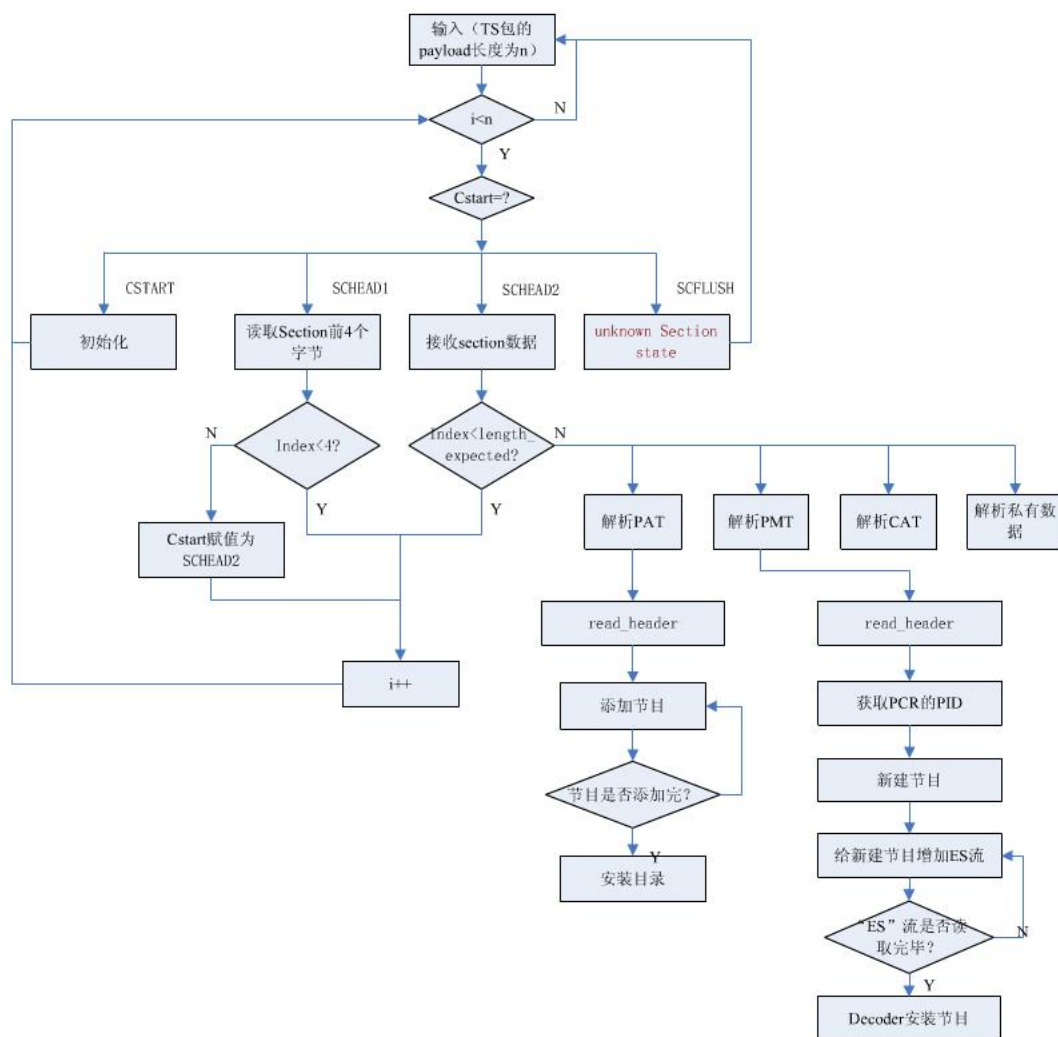 输入（TS包的
payload长度为n）
N
i<n
Y
Cstart=?
CSTART
SCHEAD1
SCHEAD2
SCFLUSH
初始化
读取Section前4个
字节
接收section数据
unknown Section
state
N
Index<4?
Index<length_
expected?
N
Y
Y
Cstart赋值为
SCHEAD2
解析PAT
解析PMT
解析CAT
解析私有数
据
read_header
read_header
i++
添加节目
获取PCR的PID
新建节目
节目是否添加完?
Y
安装目录
给新建节目增加ES流
“ES”流是否读
取完毕?
N
Y
Decoder安装节目